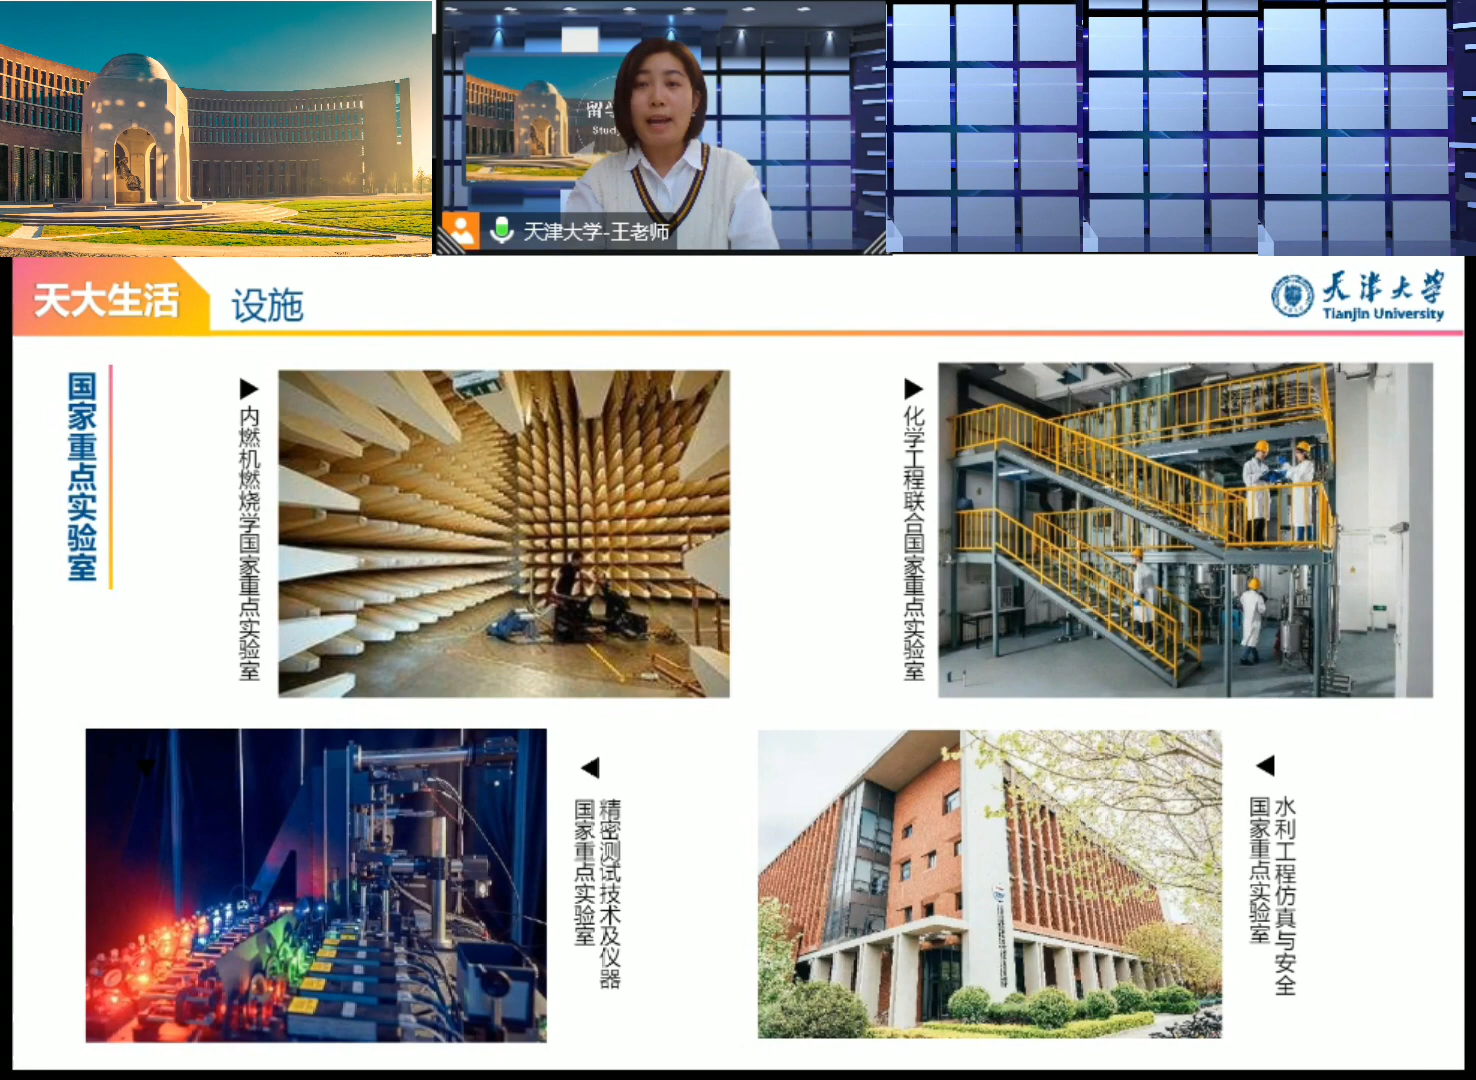 留学
Study
天津大学-王老师
天大生活
设施
天津大学
Tianjin University
国家重点实验室
内燃机燃烧学国家重点实验室
化学工程联合国家重点实验室
精密测试技术及仪器
国家重点实验室
水利工程仿真与安全
国家重点实验室